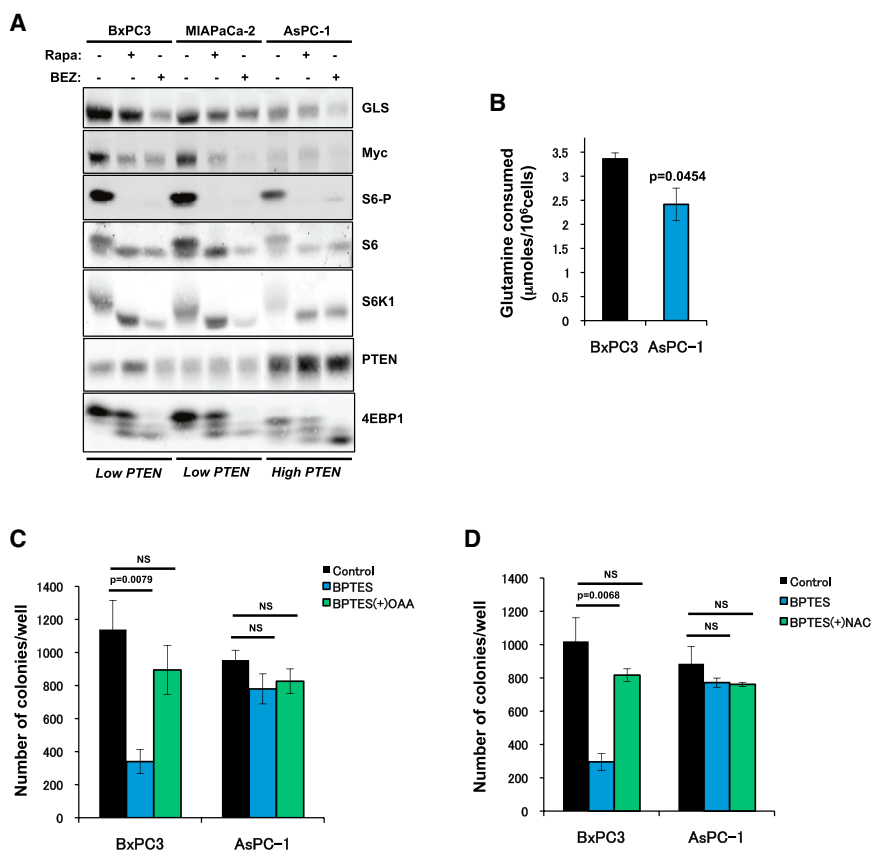 A
BxPC3 MIAPaCa-2 AsPC-1
Rapa: - + - - + - - + -
BEZ: - - + - - + - - +
GLS
Myc
S6-P
S6
S6K1
PTEN
4EBP1
Low PTEN Low PTEN High PTEN
B
Glutamine consumed
(μmoles/10⁶cells)
3,5
3
2.5
2
1.5
1
0.5
0
p=0.0454
BxPC3 AsPC-1
C
Number of colonies/well
1400
1200
1000
800
600
400
200
0
NS
p=0.0079
NS
NS
Control
BPTES
BPTES(+)OAA
BxPC3 AsPC-1
D
Number of colonies/well
1400
1200
1000
800
600
400
200
0
NS
p=0.0068
NS
NS
Control
BPTES
BPTES(+)NAC
BxPC3 AsPC-1